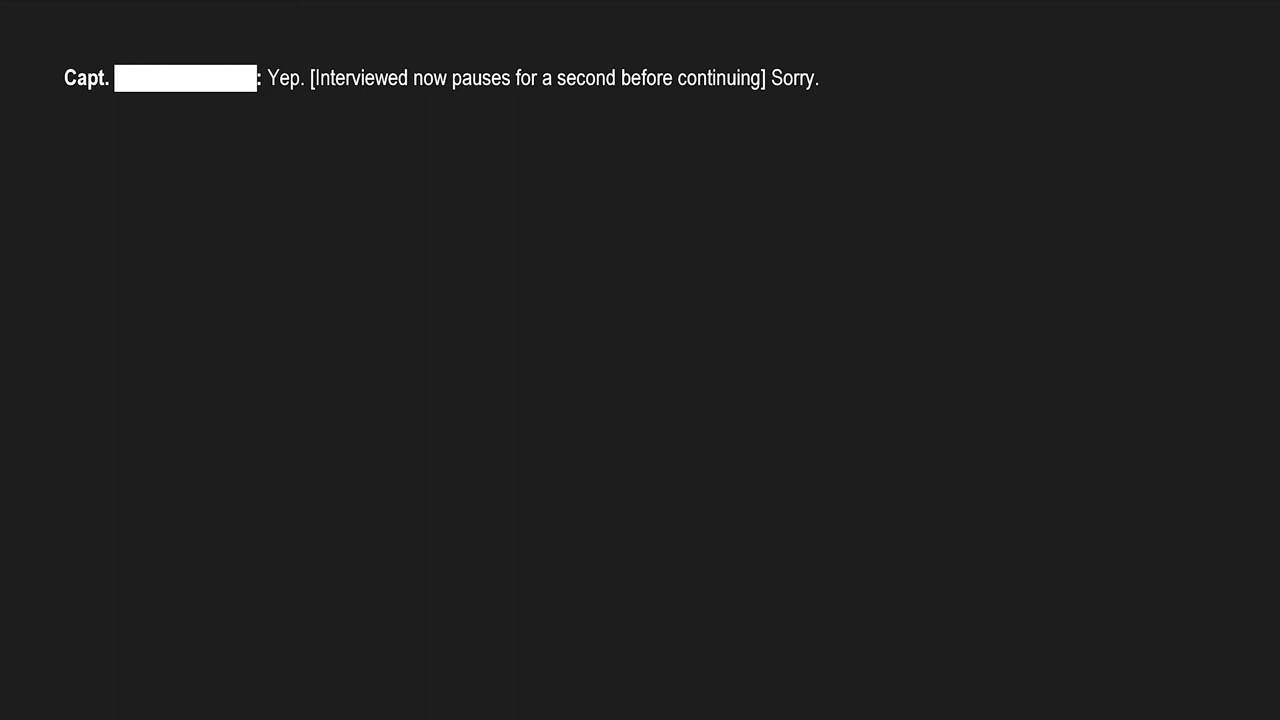 Capt. : Yep. [Interviewed now pauses for a second before continuing] Sorry.